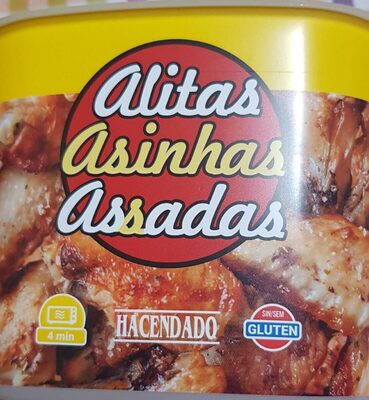 Alitas
Asinhas
Assadas
4 min
HACENDADO
SIN/SEM
GLUTEN